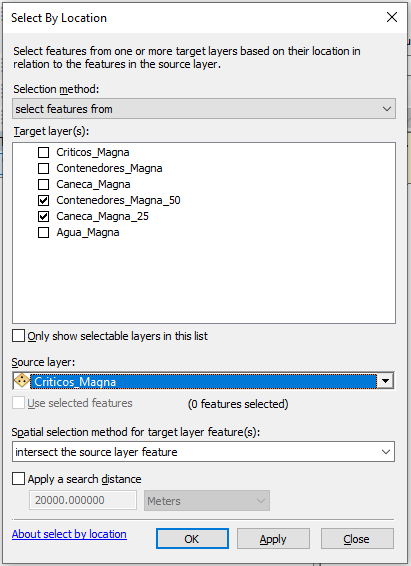 Select By Location
Select features from one or more target layers based on their location in
relation to the features in the source layer.
Selection method:
select features from
Target layer(s):
Criticos_Magna
Contenedores_Magna
Caneca_Magna
Contenedores_Magna_50
Caneca_Magna_25
Agua_Magna
Only show selectable layers in this list
Source layer:
Criticos_Magna
Use selected features (0 features selected)
Spatial selection method for target layer feature(s):
intersect the source layer feature
Apply a search distance
20000.000000 Meters
About select by location OK Apply Close